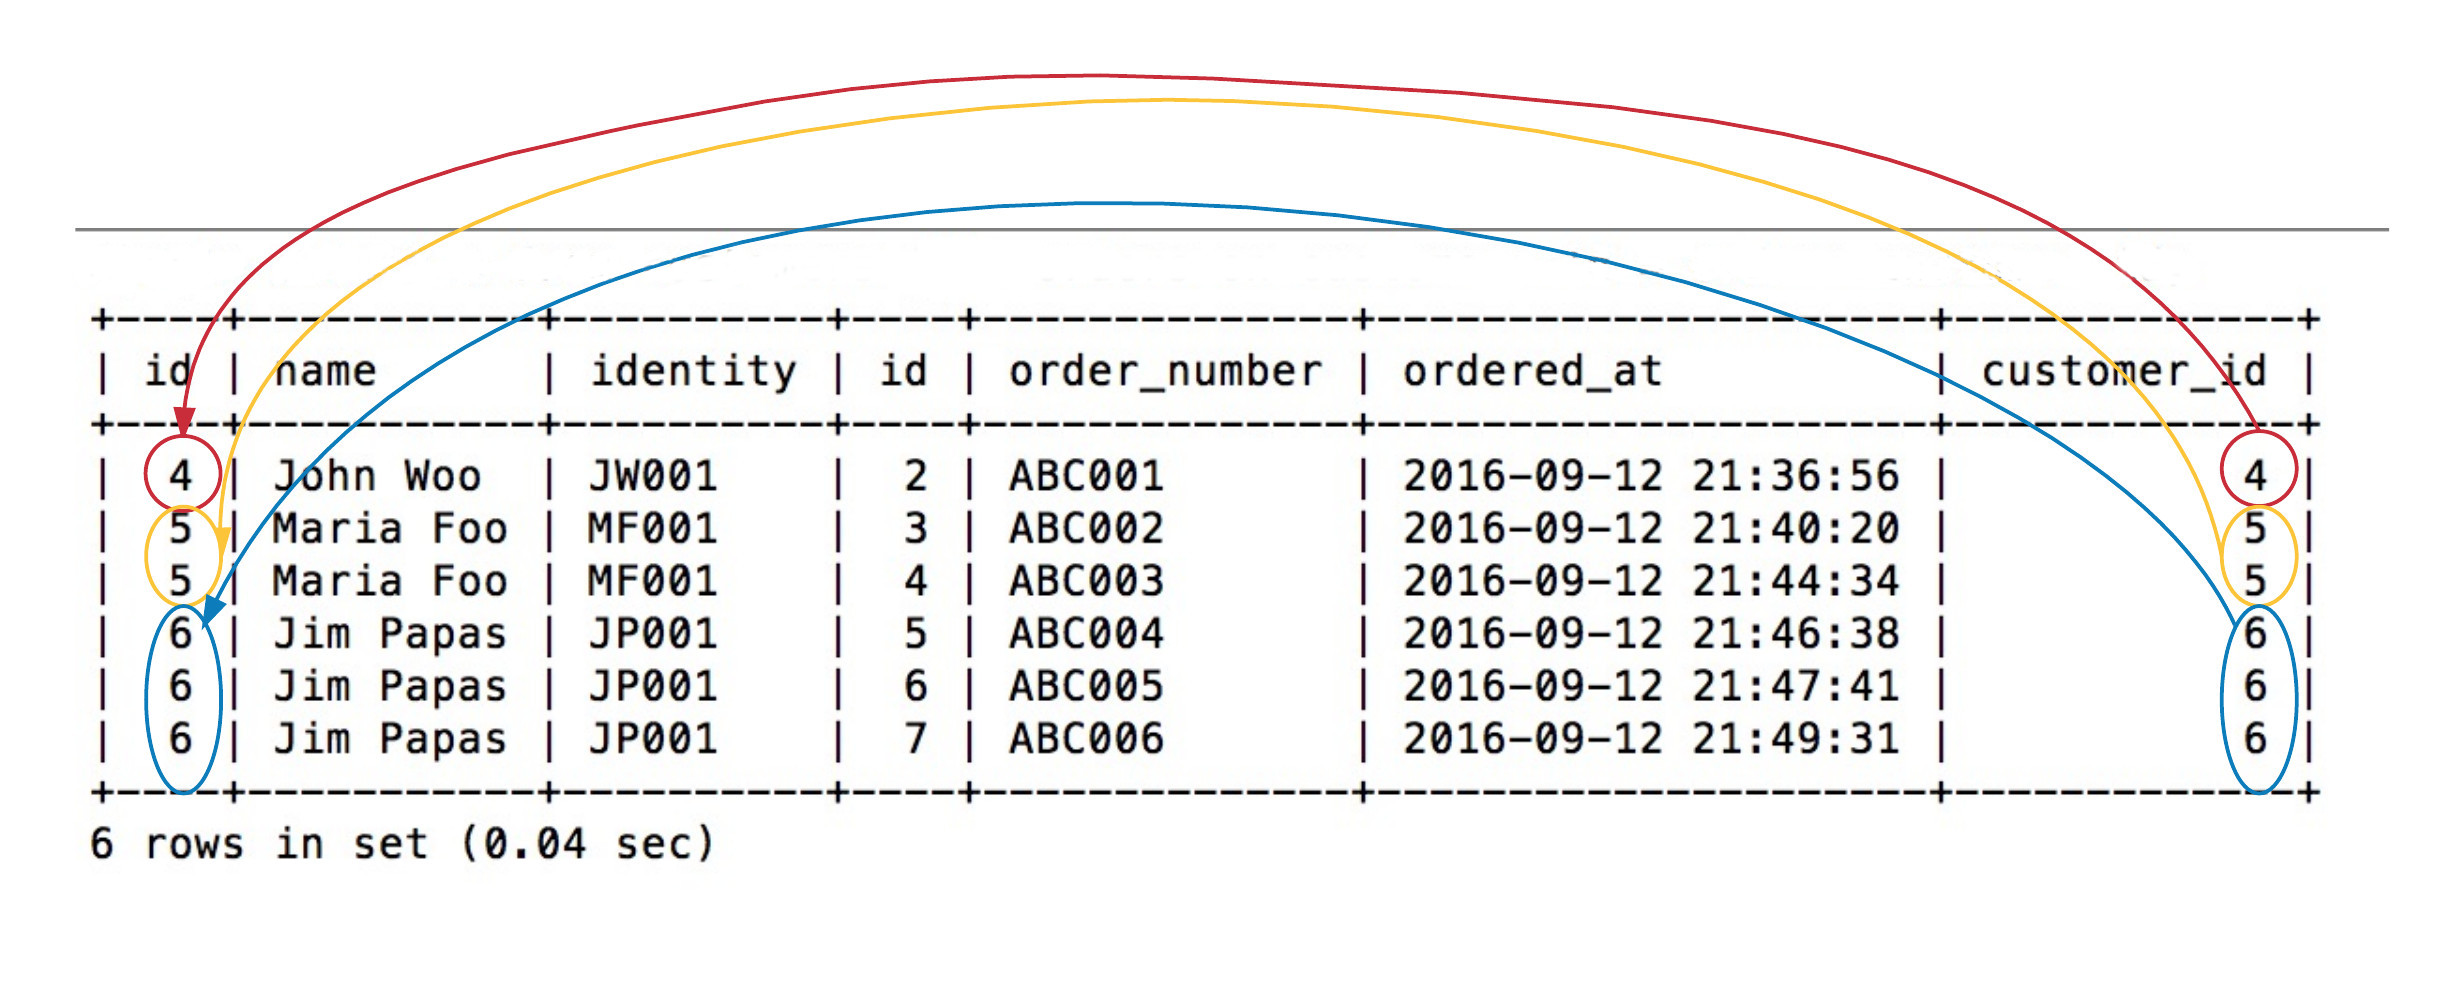 +----+-----------+----------+----+--------------+---------------------+-------------+
| id | name      | identity | id | order_number | ordered_at          | customer_id |
+----+-----------+----------+----+--------------+---------------------+-------------+
|  4 | John Woo  | JW001    |  2 | ABC001       | 2016-09-12 21:36:56 |           4 |
|  5 | Maria Foo | MF001    |  3 | ABC002       | 2016-09-12 21:40:20 |           5 |
|  5 | Maria Foo | MF001    |  4 | ABC003       | 2016-09-12 21:44:34 |           5 |
|  6 | Jim Papas | JP001    |  5 | ABC004       | 2016-09-12 21:46:38 |           6 |
|  6 | Jim Papas | JP001    |  6 | ABC005       | 2016-09-12 21:47:41 |           6 |
|  6 | Jim Papas | JP001    |  7 | ABC006       | 2016-09-12 21:49:31 |           6 |
+----+-----------+----------+----+--------------+---------------------+-------------+
6 rows in set (0.04 sec)